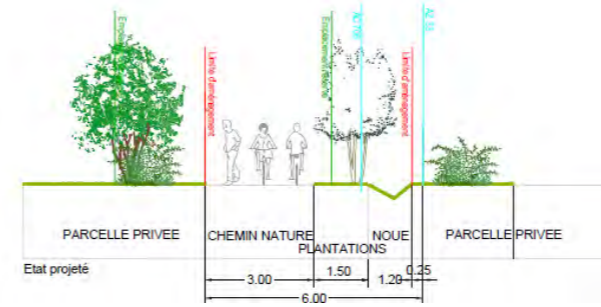 Limite d'aménagement
Limite d'aménagement
PARCELLE PRIVEE
CHEMIN NATURE
PLANTATIONS
NOUE
PARCELLE PRIVEE
Etat projeté
3.00
1.50
1.20
0.25
6.00